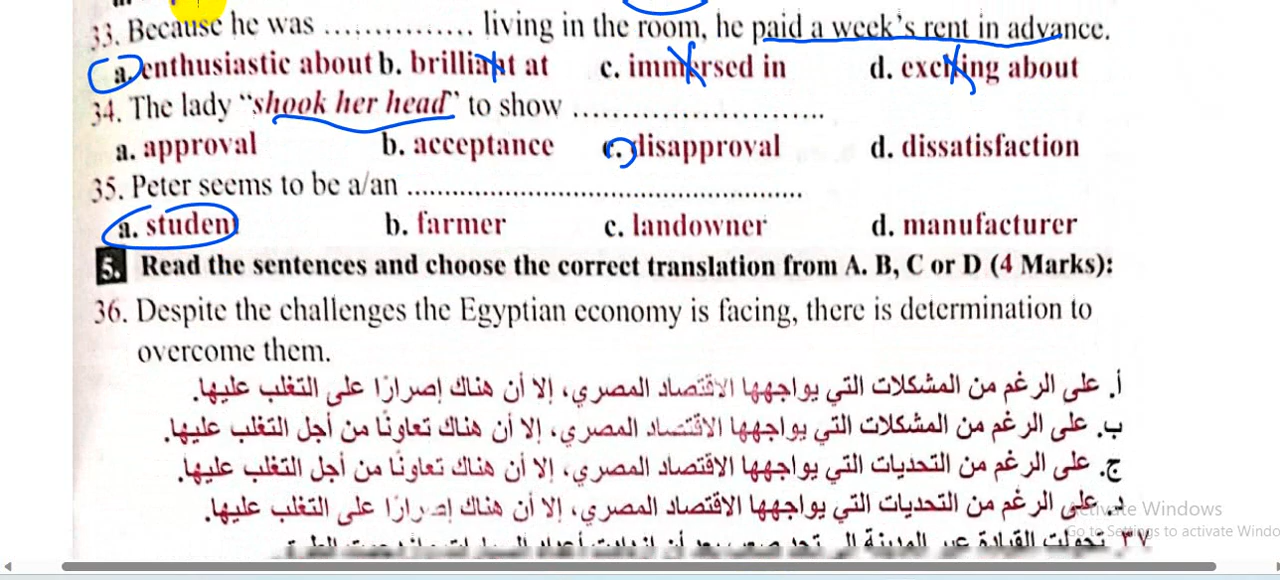 33. Because he was ............... living in the room, he paid a week's rent in advance.
a. enthusiastic about b. brilliant at c. immersed in d. exciting about
34. The lady "shook her head" to show ..........................
a. approval b. acceptance c. disapproval d. dissatisfaction
35. Peter seems to be a/an ..........................................................
a. student b. farmer c. landowner d. manufacturer
5. Read the sentences and choose the correct translation from A. B, C or D (4 Marks):
36. Despite the challenges the Egyptian economy is facing, there is determination to
overcome them.
أ. على الرغم من المشكلات التي يواجهها الاقتصاد المصري، إلا أن هناك إصرارًا على التغلب عليها.
ب. على الرغم من المشكلات التي يواجهها الاقتصاد المصري، إلا أن هناك تعاونًا من أجل التغلب عليها.
ج. على الرغم من التحديات التي يواجهها الاقتصاد المصري، إلا أن هناك تعاونًا من أجل التغلب عليها.
د. على الرغم من التحديات التي يواجهها الاقتصاد المصري، إلا أن هناك إصرارًا على التغلب عليها.
Activate Windows
Go to Settings to activate Windo
٣٧